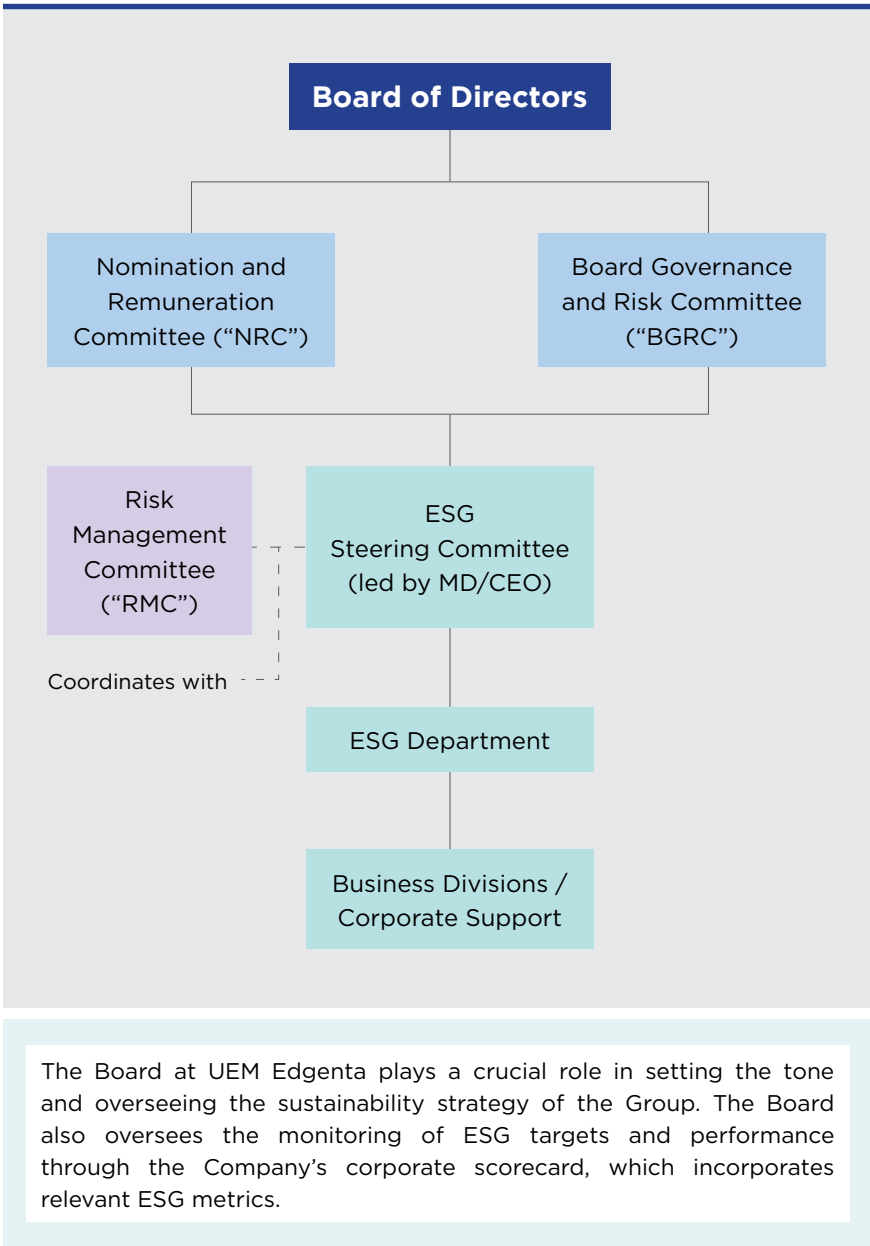 Board of Directors
Nomination and
Remuneration
Committee (“NRC”)
Board Governance
and Risk Committee
(“BGRC”)
Risk
Management
Committee
(“RMC”)
ESG
Steering Committee
(led by MD/CEO)
Coordinates with
ESG Department
Business Divisions /
Corporate Support
The Board at UEM Edgenta plays a crucial role in setting the tone
and overseeing the sustainability strategy of the Group. The Board
also oversees the monitoring of ESG targets and performance
through the Company’s corporate scorecard, which incorporates
relevant ESG metrics.